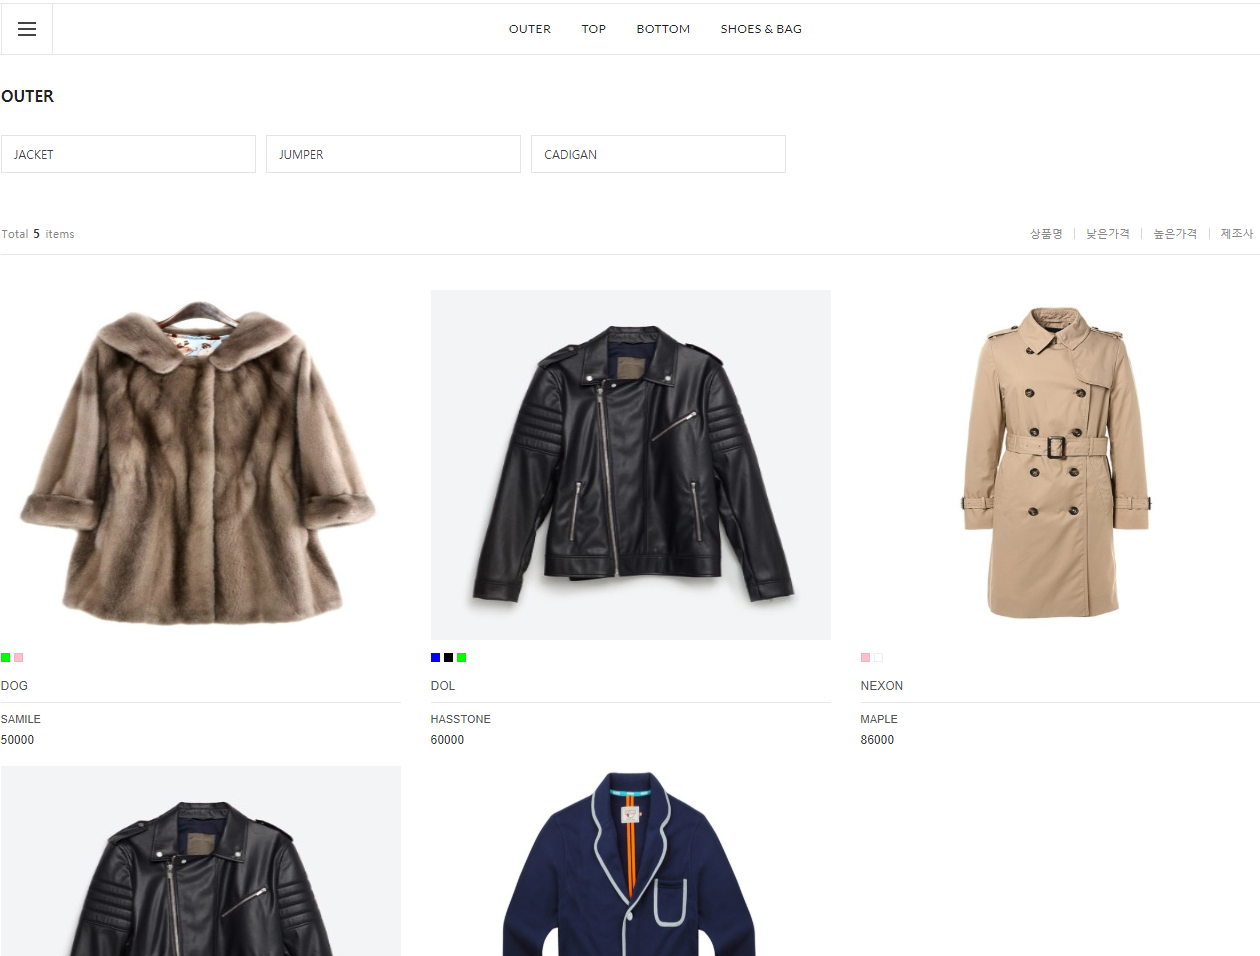 OUTER TOP BOTTOM SHOES & BAG
OUTER
JACKET JUMPER CADIGAN
Total 5 items 상품명 낮은가격 높은가격 제조사
DOG DOL NEXON
SAMILE HASSTONE MAPLE
50000 60000 86000